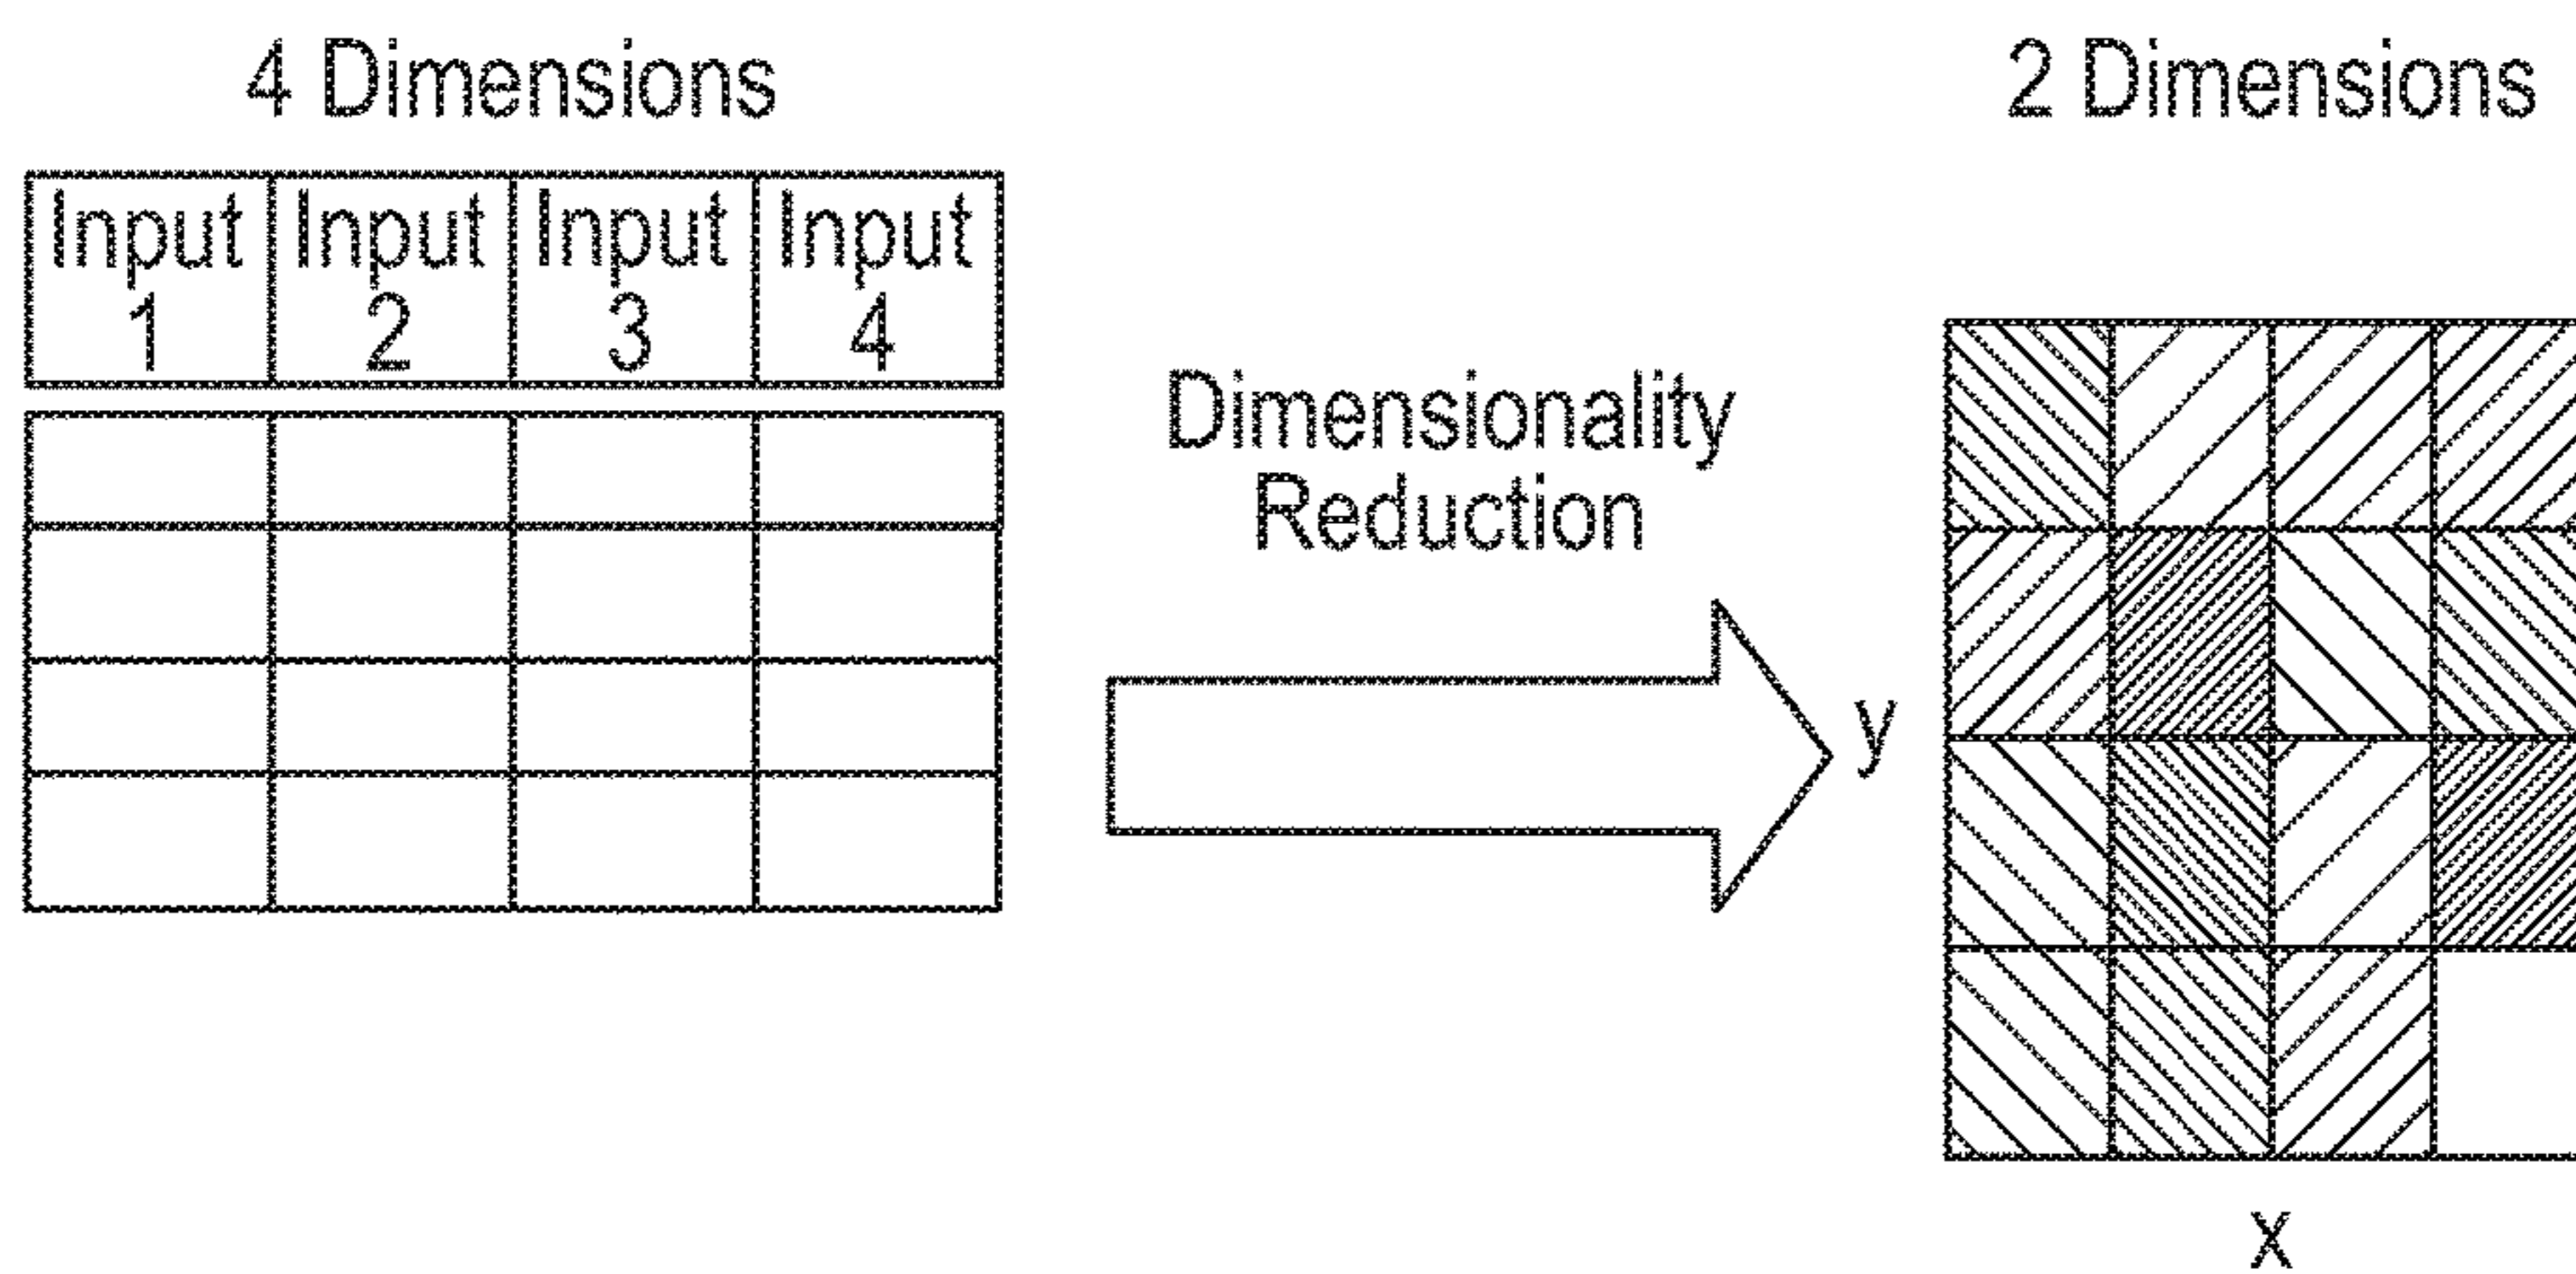 4 Dimensions
2 Dimensions
Input 1
Input 2
Input 3
Input 4
Dimensionality
Reduction
y
x